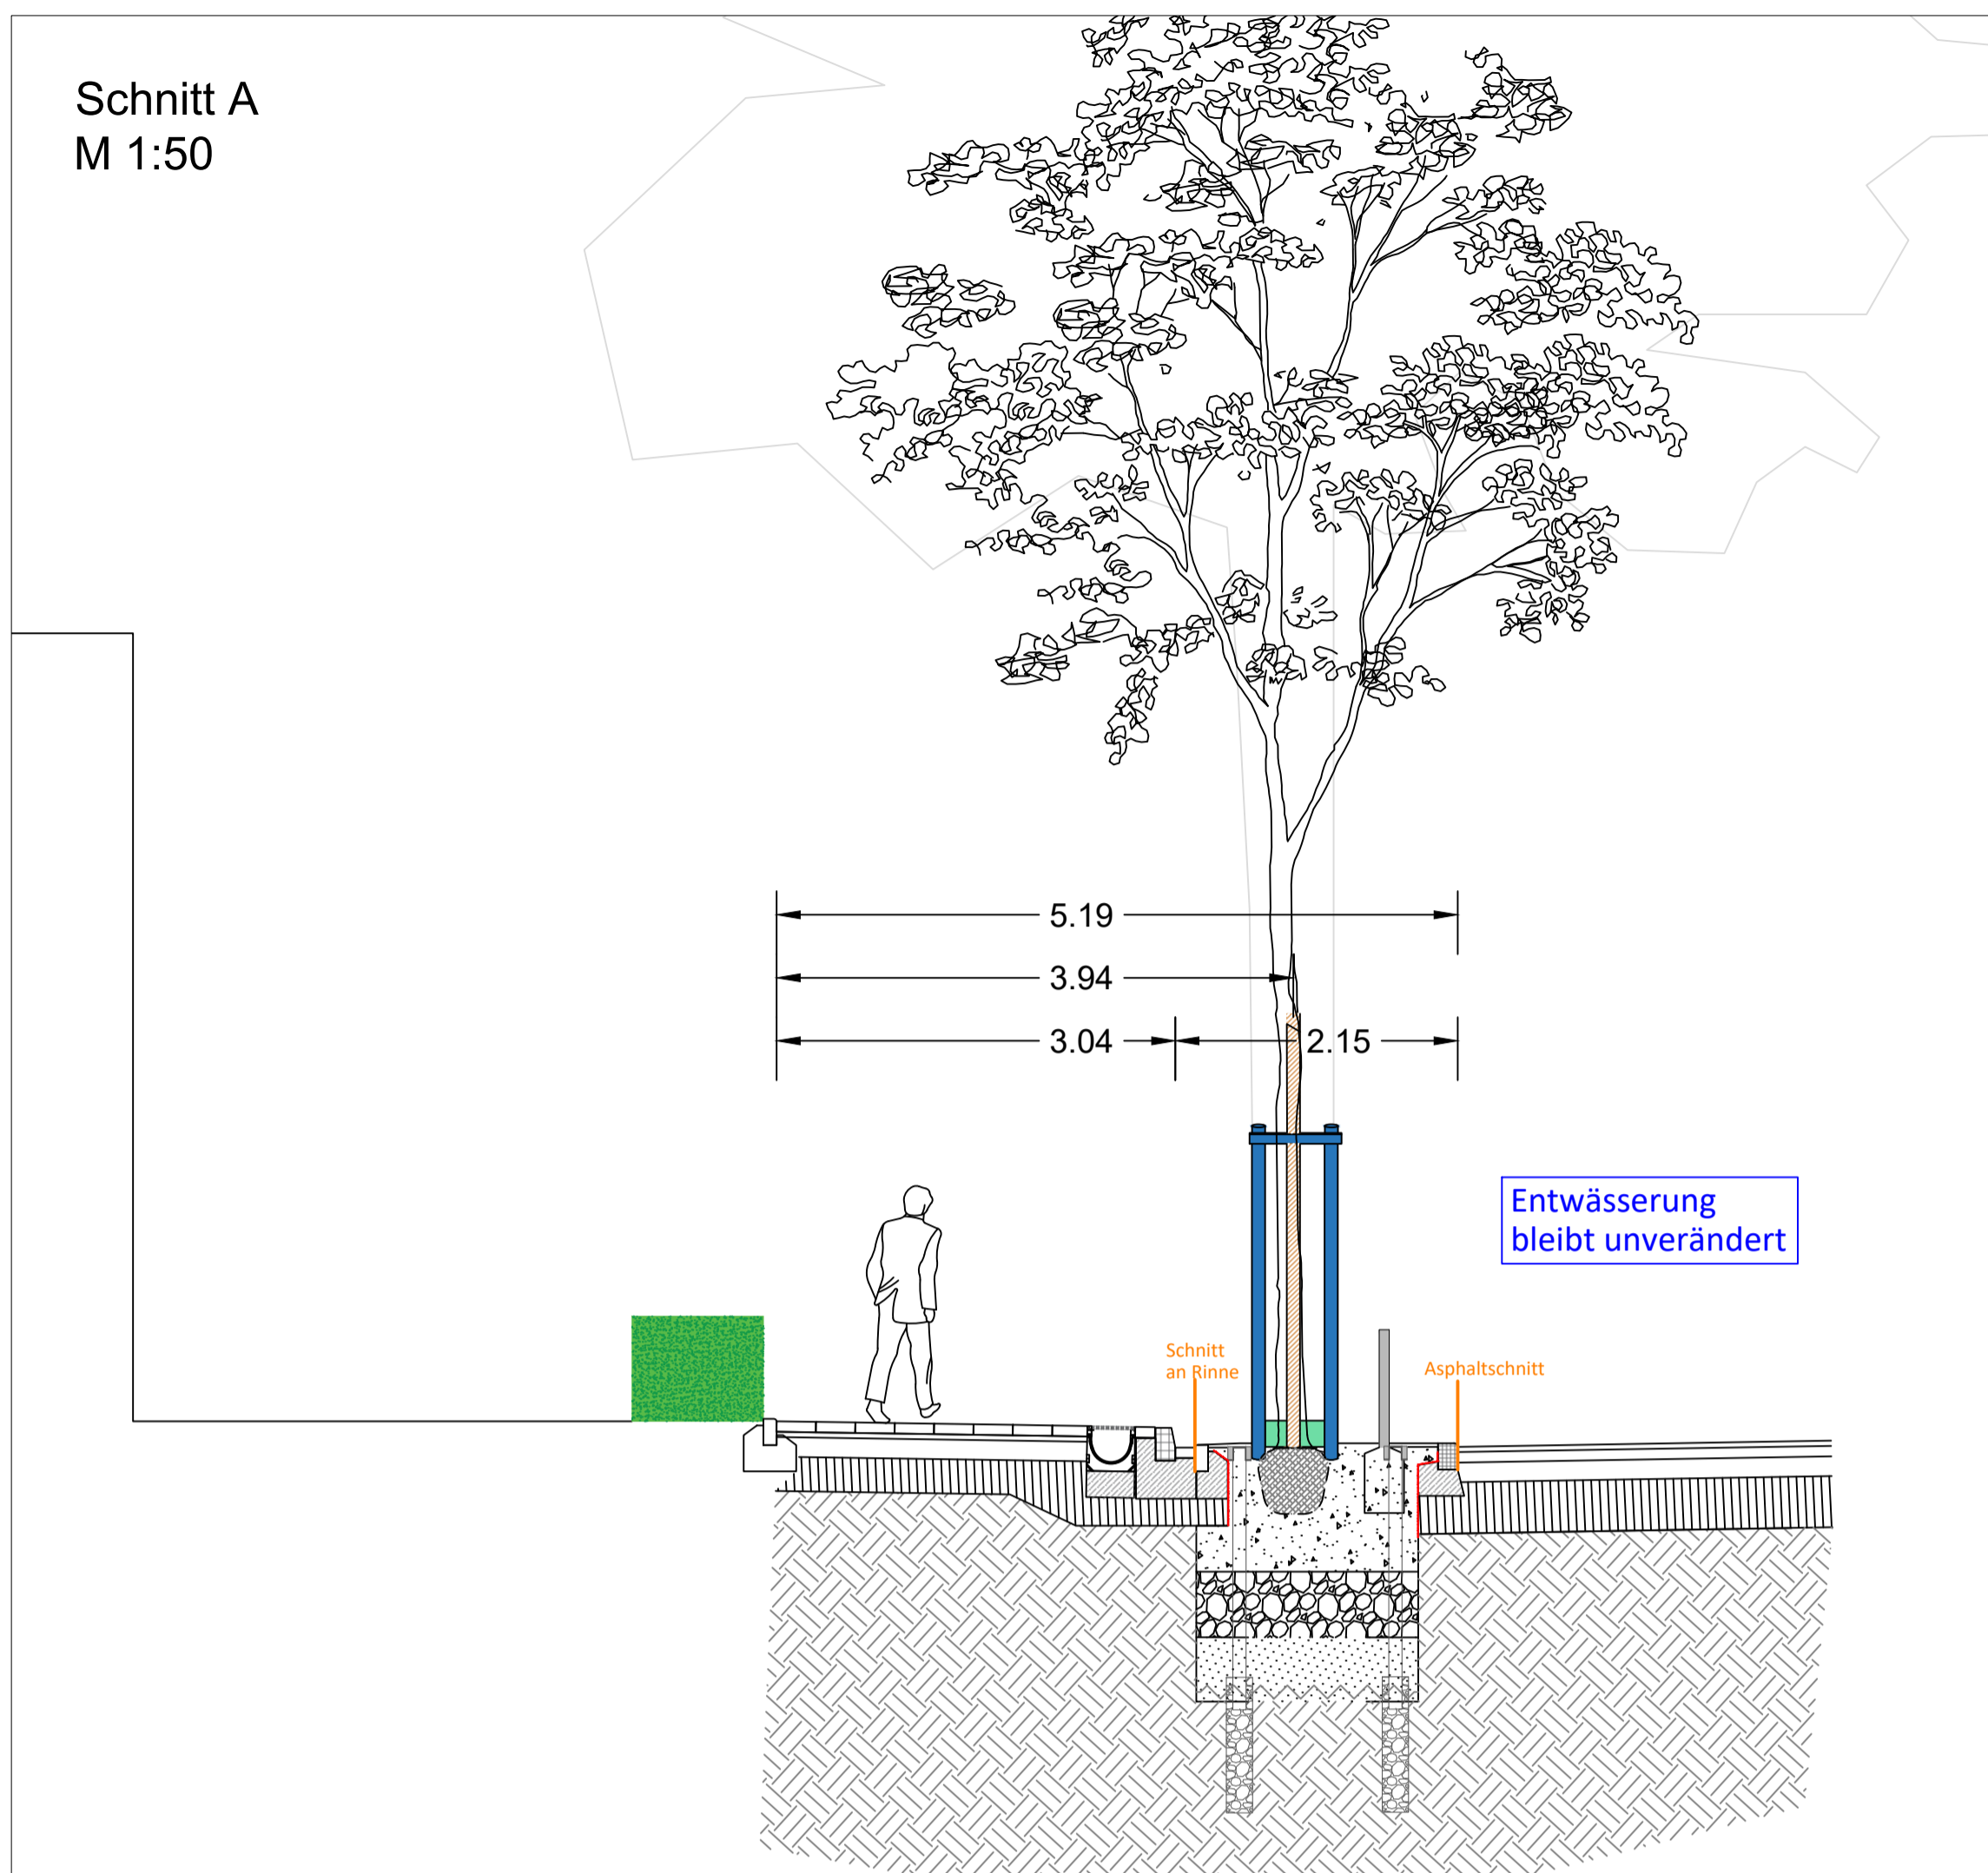 Schnitt A
M 1:50
5.19
3.94
3.04
2.15
Entwässerung
bleibt unverändert
Schnitt
an Rinne
Asphaltschnitt